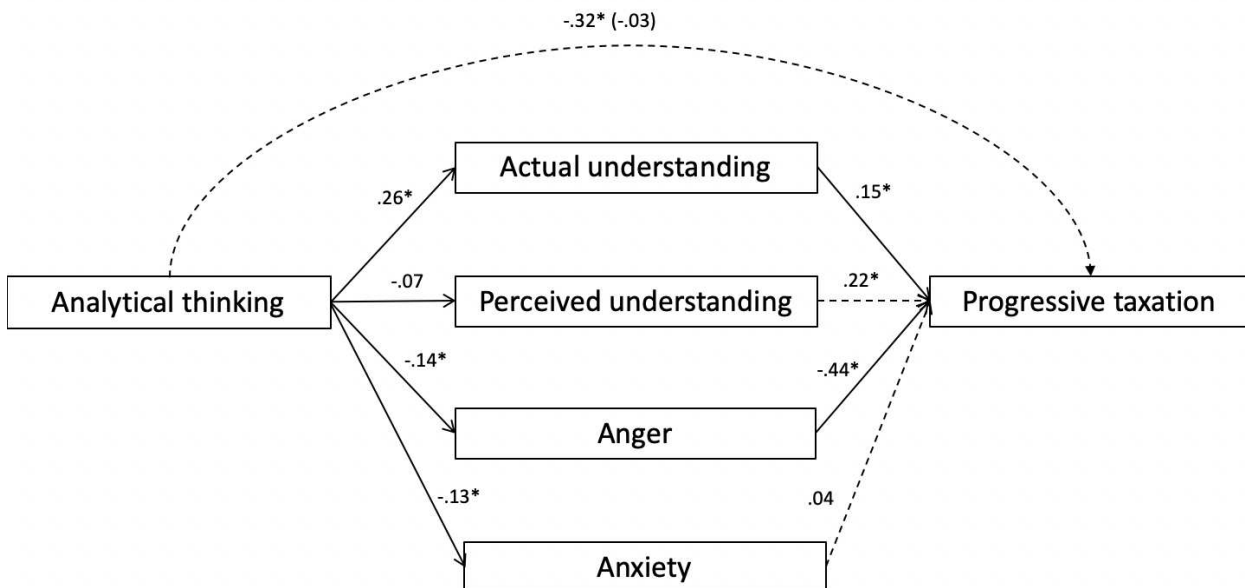 -.32* (-.03)
Actual understanding
.26*
.15*
Analytical thinking
-.07
Perceived understanding
.22*
Progressive taxation
-.14*
-.44*
Anger
-.13*
.04
Anxiety